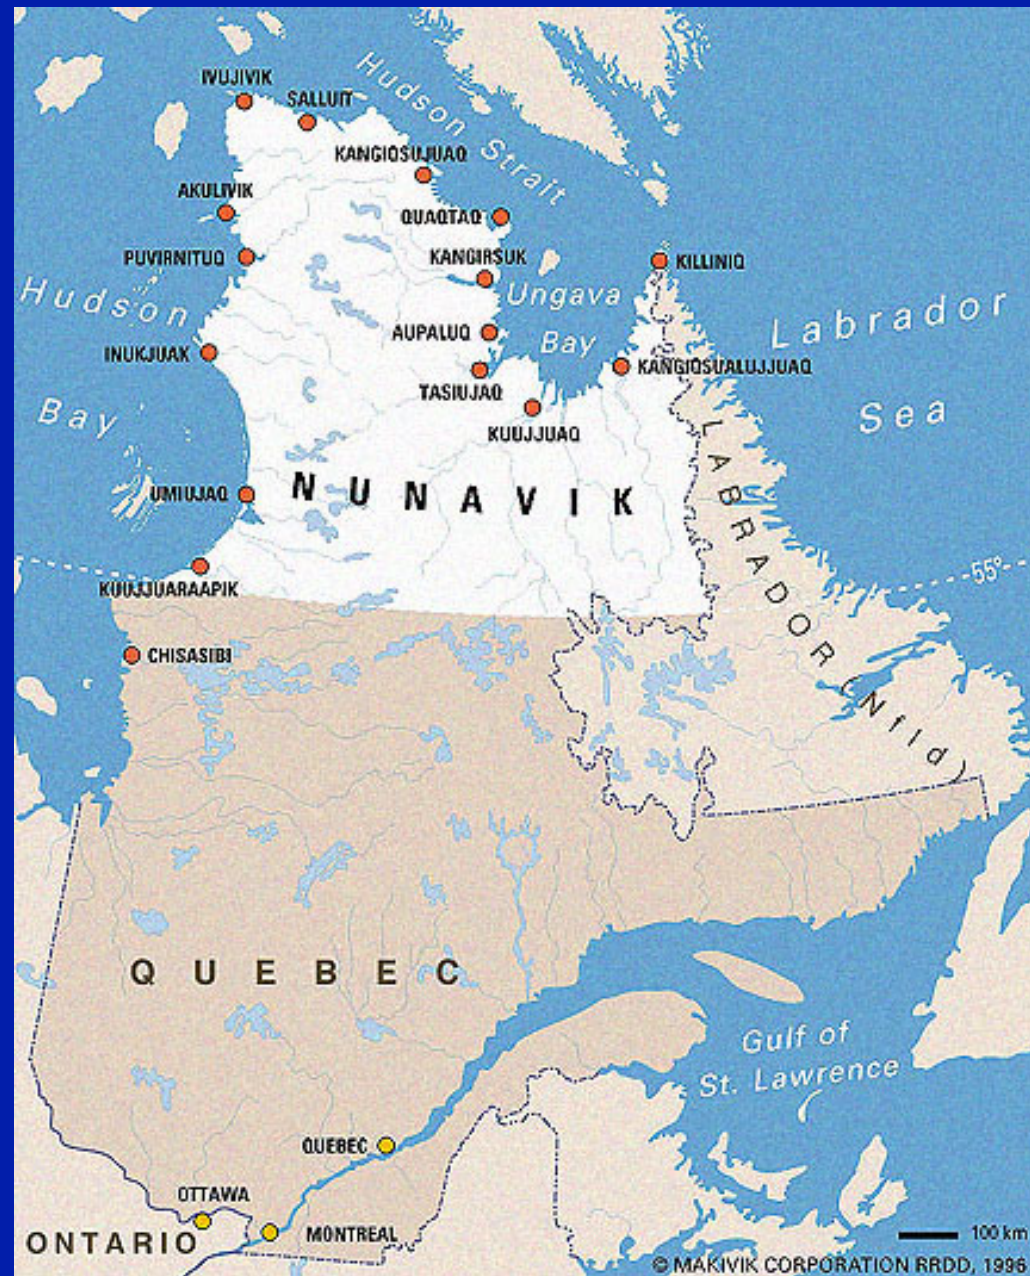 IVUJIVIK
SALLUIT
Hudson Strait
KANGIQSUJUAQ
AKULIVIK
QUAQTAQ
PUVIRNITUQ
KANGIRSUK
KILLINIQ
Hudson
Bay
Ungava
Bay
Labrador
Sea
AUPALUQ
INUKJUAK
KANGIQSUALUJJUAQ
TASIUJAQ
KUUJJUAQ
UMIUJAQ
NUNAVIK
LABRADOR (Nfld)
55°
KUUJJUARAAPIK
CHISASIBI
QUEBEC
Gulf of
St. Lawrence
QUEBEC
OTTAWA
MONTREAL
ONTARIO
100 km
© MAKIVIK CORPORATION RRDD, 1996